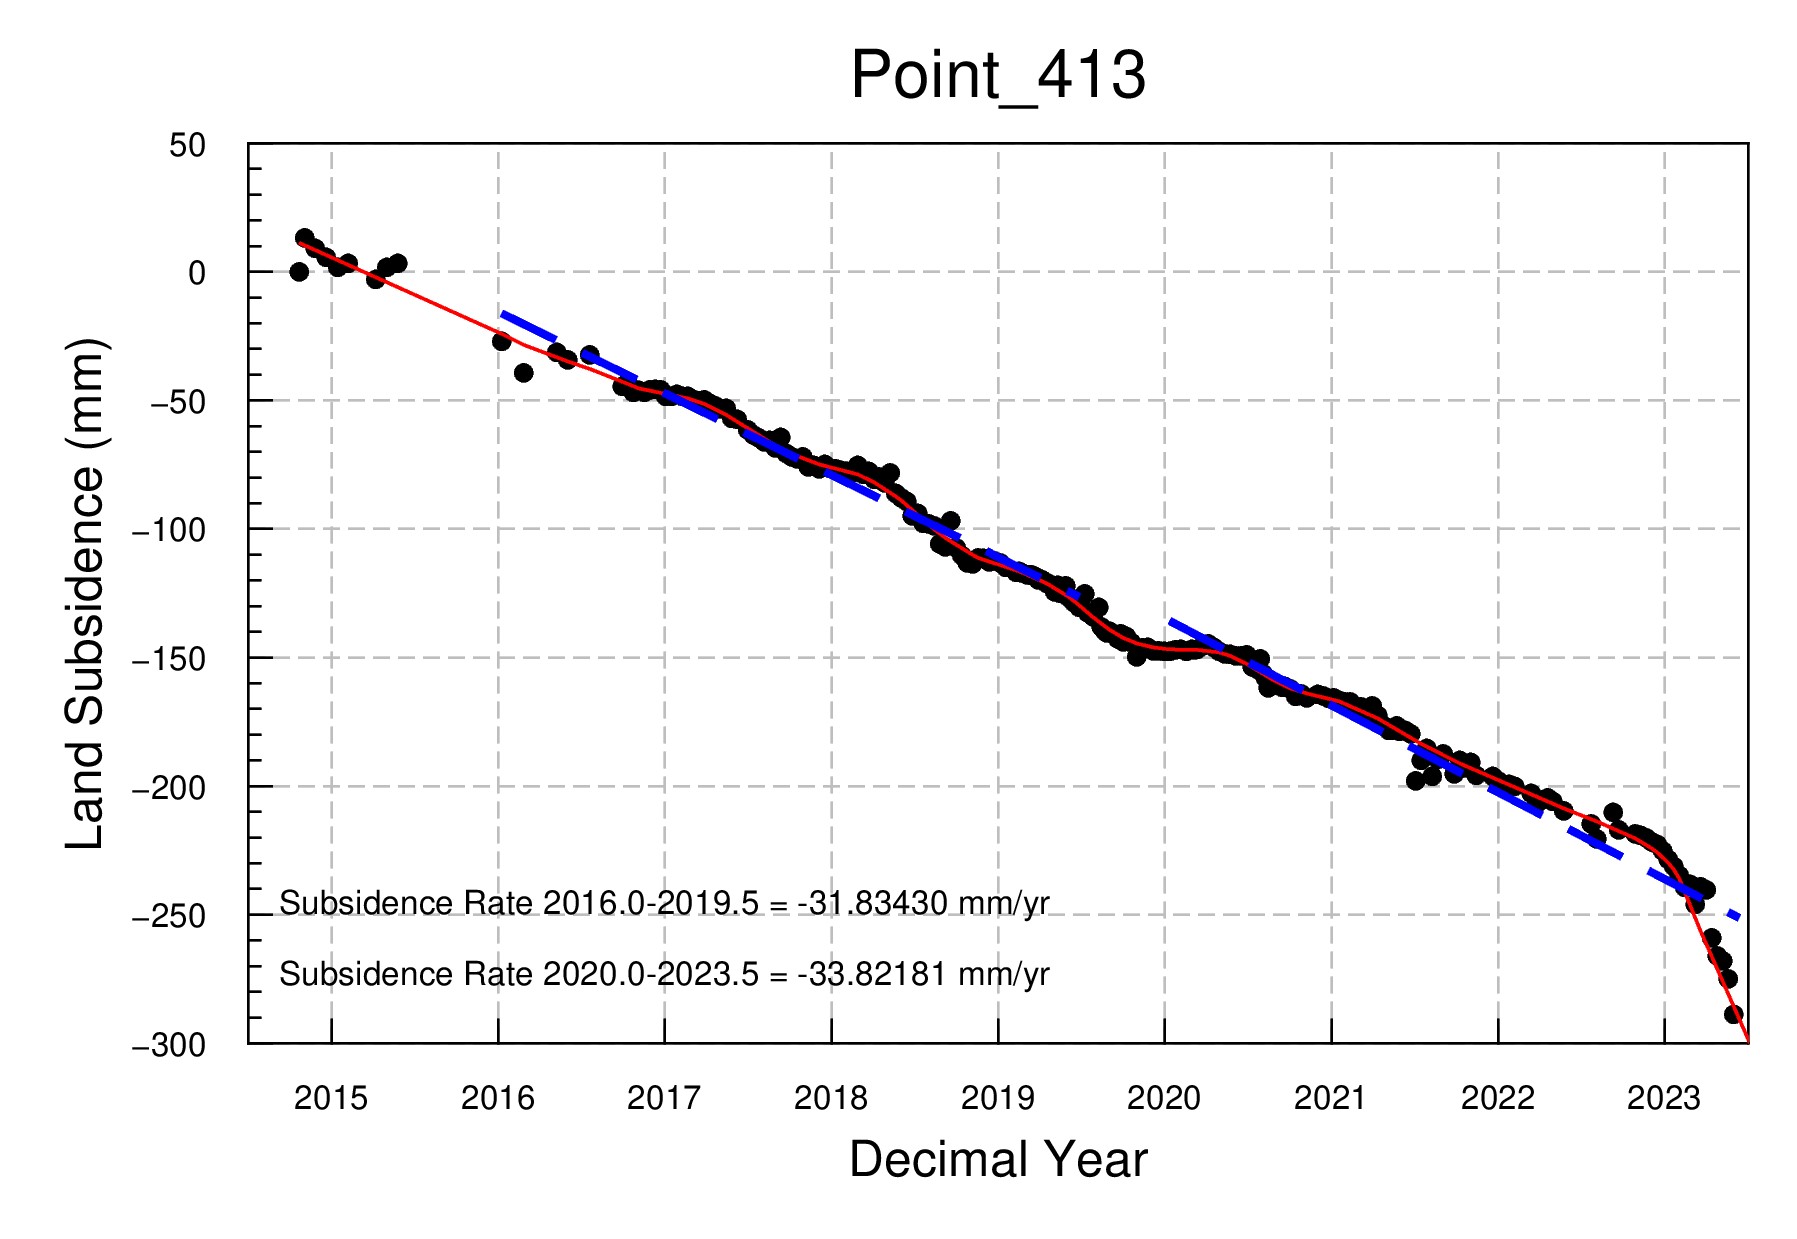 Point_413
50
0
−50
−100
−150
−200
−250
−300
Land Subsidence (mm)
Subsidence Rate 2016.0-2019.5 = -31.83430 mm/yr
Subsidence Rate 2020.0-2023.5 = -33.82181 mm/yr
2015 2016 2017 2018 2019 2020 2021 2022 2023
Decimal Year